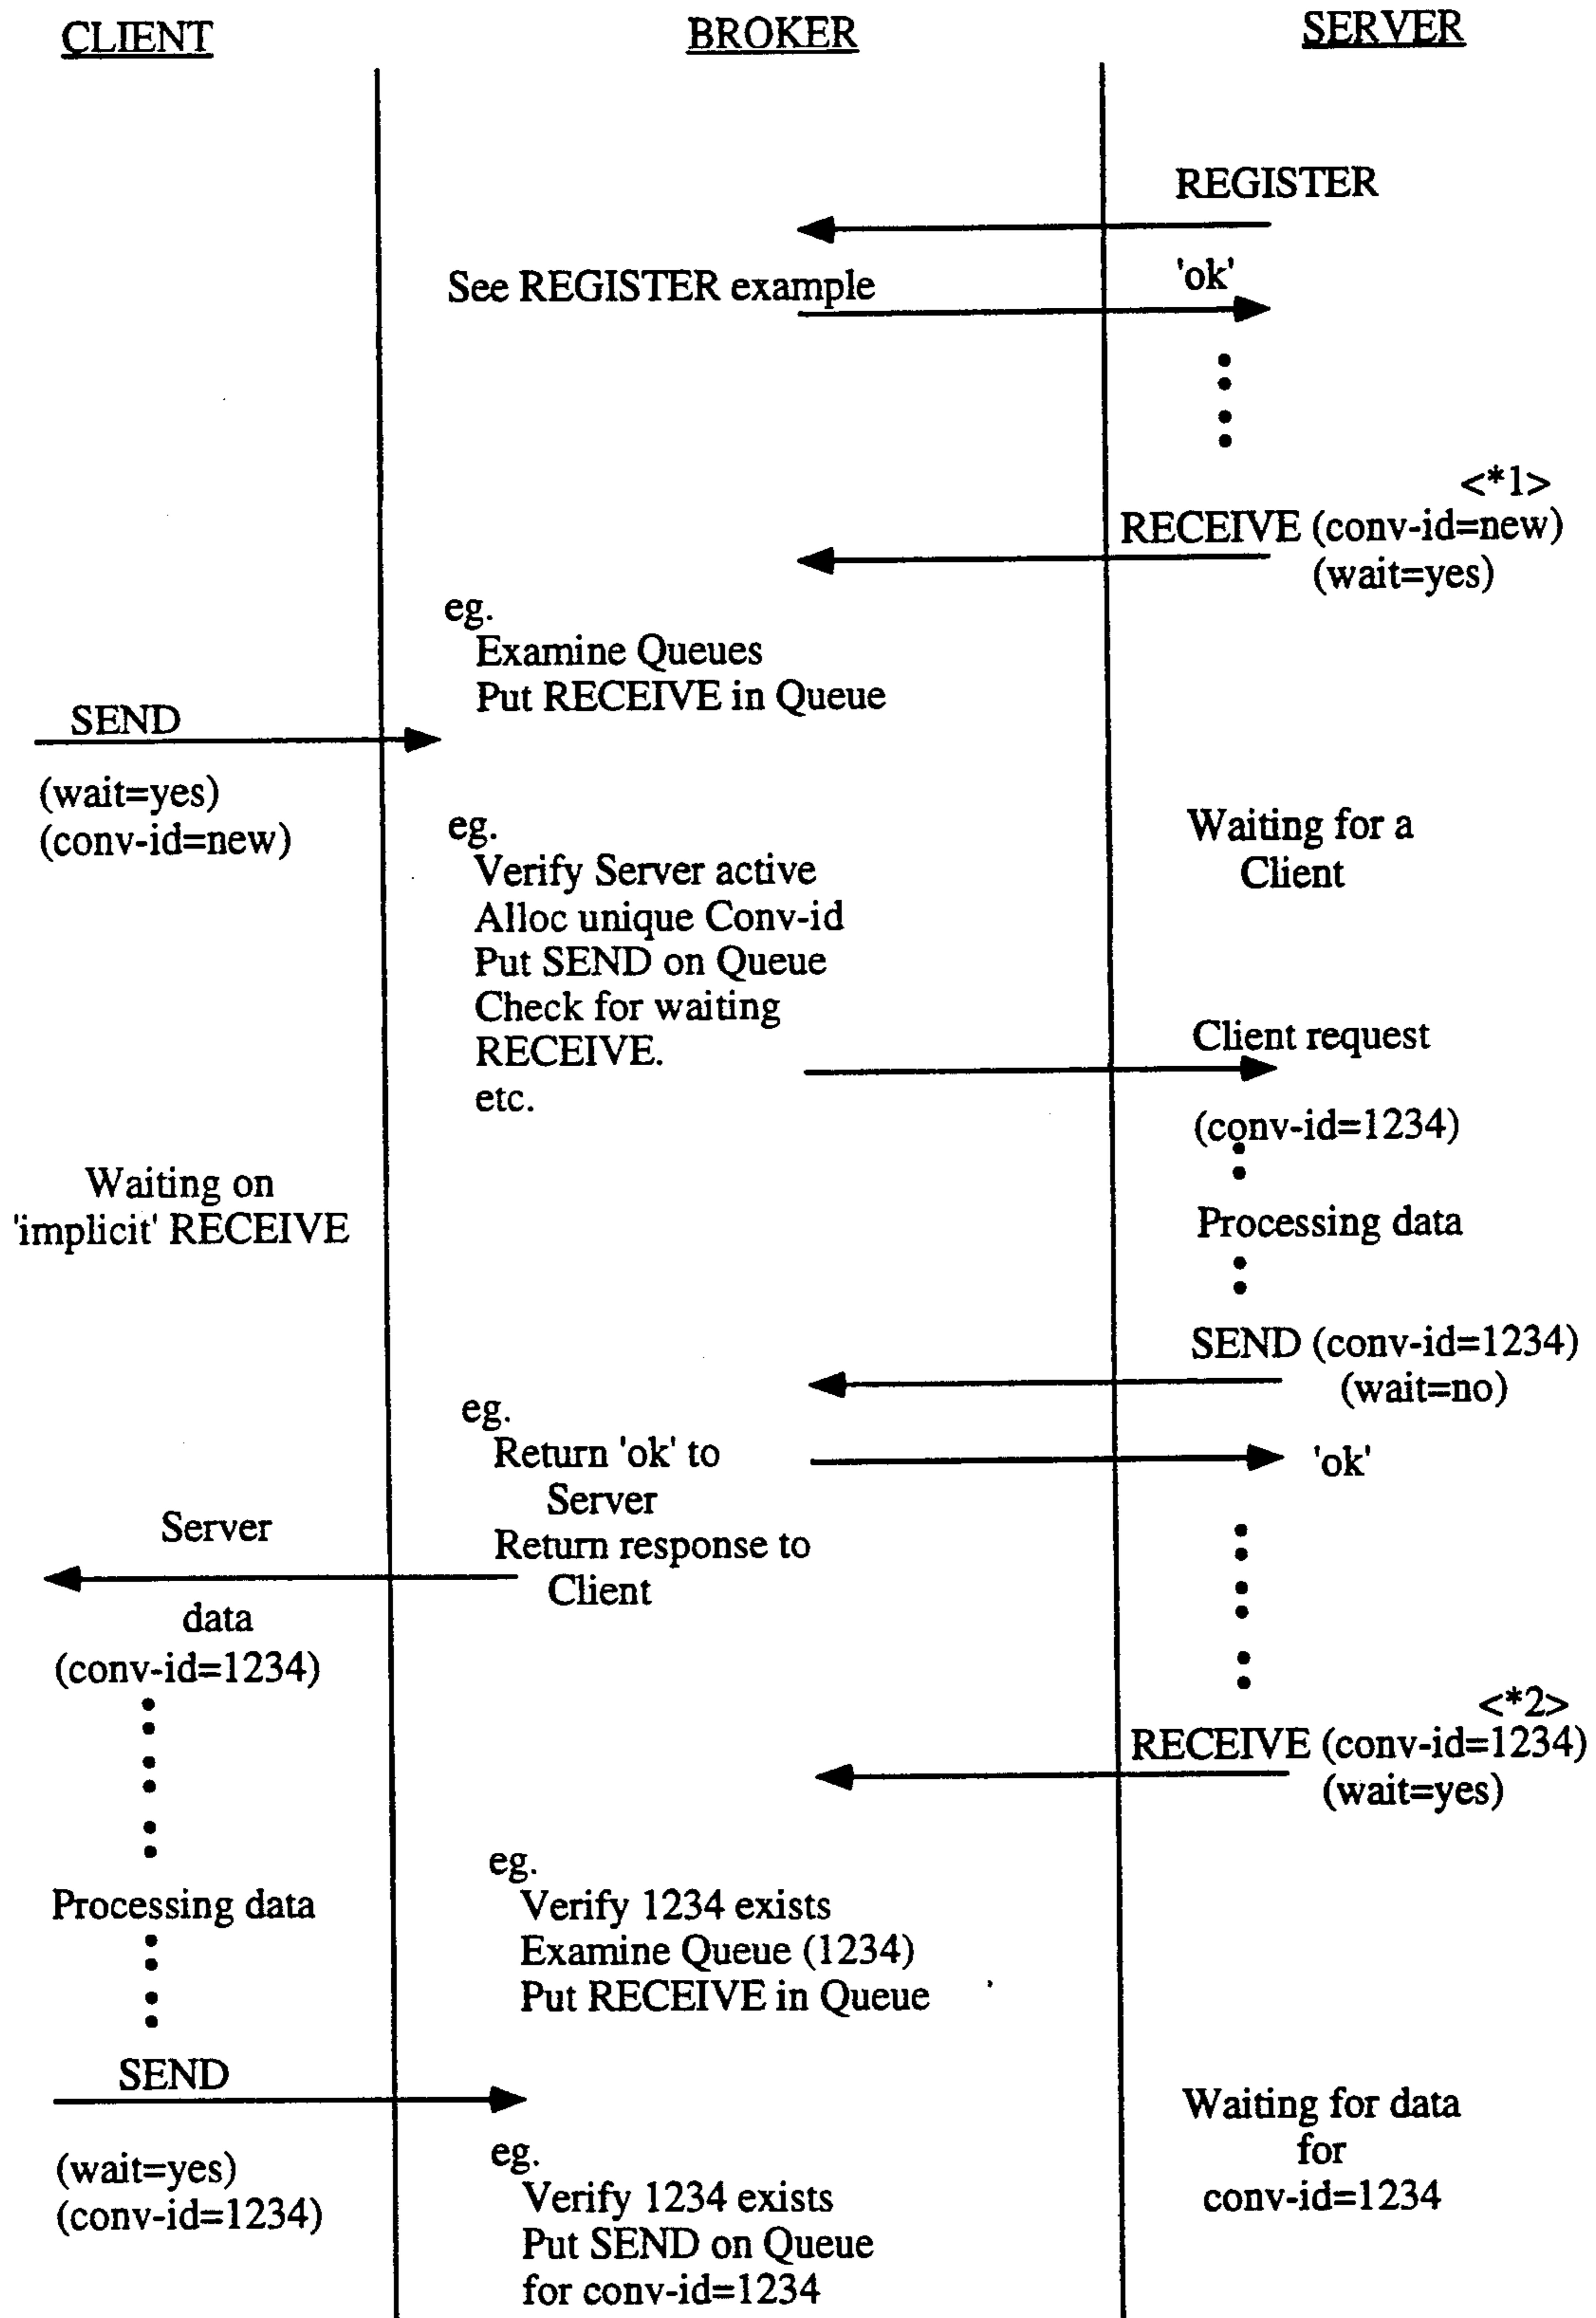 CLIENT
BROKER
SERVER
REGISTER
See REGISTER example
'ok'
<*1>
RECEIVE (conv-id=new)
(wait=yes)
eg.
Examine Queues
Put RECEIVE in Queue
SEND
(wait=yes)
(conv-id=new)
eg.
Verify Server active
Alloc unique Conv-id
Put SEND on Queue
Check for waiting
RECEIVE.
etc.
Waiting for a
Client
Client request
(conv-id=1234)
Waiting on
'implicit' RECEIVE
Processing data
SEND (conv-id=1234)
(wait=no)
eg.
Return 'ok' to
Server
Return response to
Client
'ok'
Server
data
(conv-id=1234)
<*2>
RECEIVE (conv-id=1234)
(wait=yes)
Processing data
eg.
Verify 1234 exists
Examine Queue (1234)
Put RECEIVE in Queue
SEND
(wait=yes)
(conv-id=1234)
eg.
Verify 1234 exists
Put SEND on Queue
for conv-id=1234
Waiting for data
for
conv-id=1234